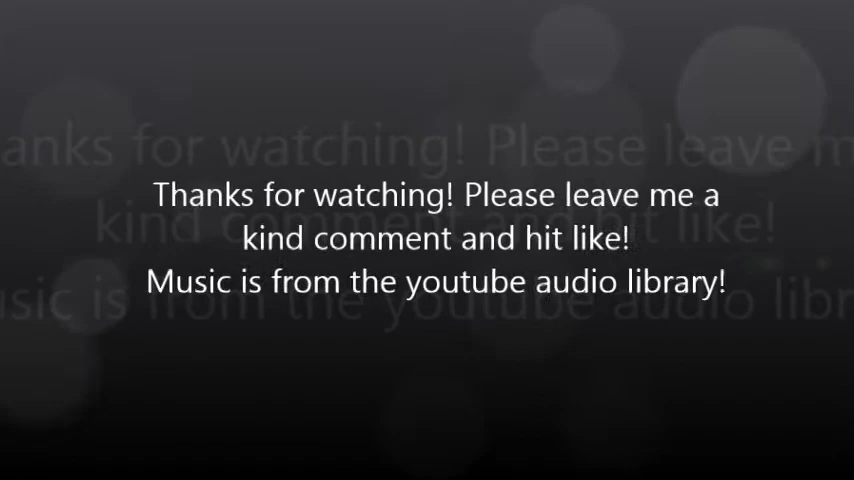 Thanks for watching! Please leave me a
kind comment and hit like!
Music is from the youtube audio library!